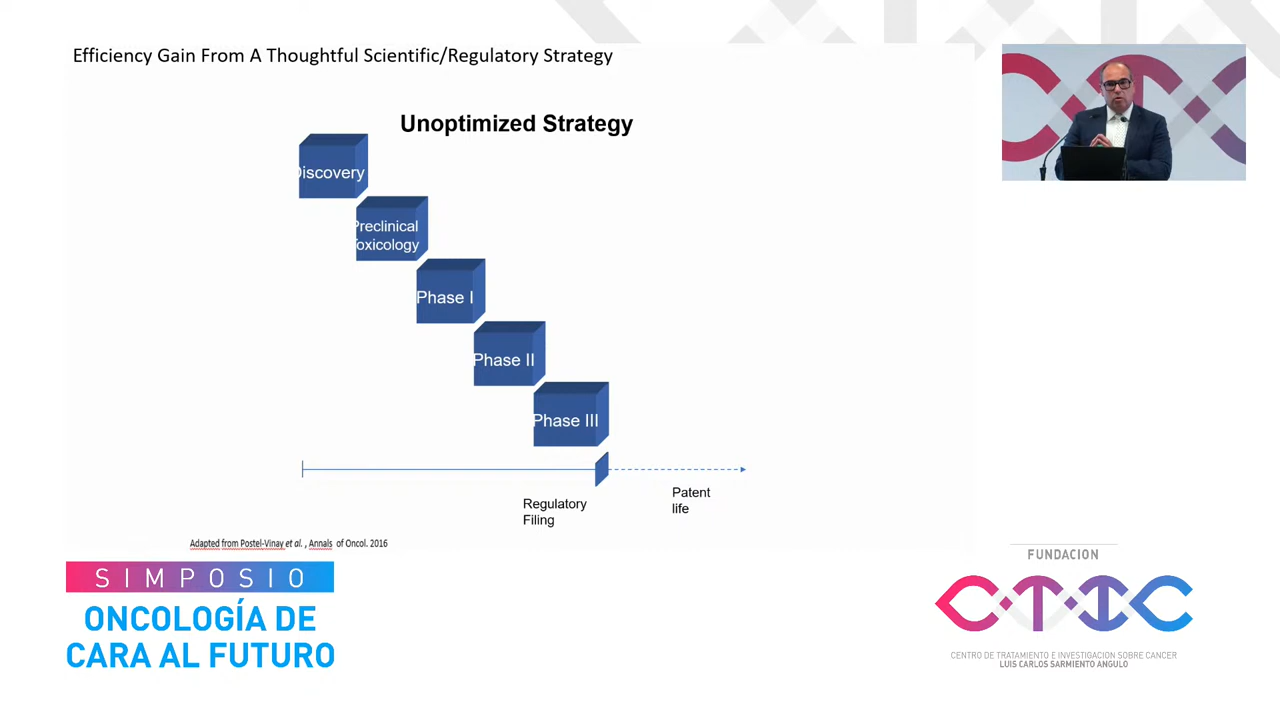 Efficiency Gain From A Thoughtful Scientific/Regulatory Strategy
Unoptimized Strategy
Discovery
Preclinical
Toxicology
Phase I
Phase II
Phase III
Regulatory
Filing
Patent
life
Adapted from Postel-Vinay et al. , Annals of Oncol. 2016
SIMPOSIO
ONCOLOGÍA DE
CARA AL FUTURO
FUNDACION
CTIC
CENTRO DE TRATAMIENTO E INVESTIGACION SOBRE CANCER
LUIS CARLOS SARMIENTO ANGULO